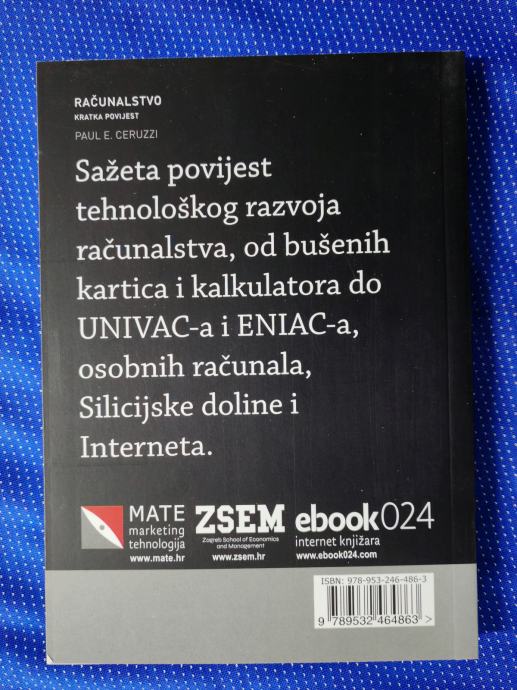 RAČUNALSTVO
KRATKA POVIJEST
PAUL E. CERUZZI
Sažeta povijest
tehnološkog razvoja
računalstva, od bušenih
kartica i kalkulatora do
UNIVAC-a i ENIAC-a,
osobnih računala,
Silicijske doline i
Interneta.
MATE
marketing
tehnologija
www.mate.hr
ZSEM
Zagreb School of Economics
and Management
www.zsem.hr
ebook024
internet knjižara
www.ebook024.com
ISBN: 978-953-246-486-3
9 789532 464863 >